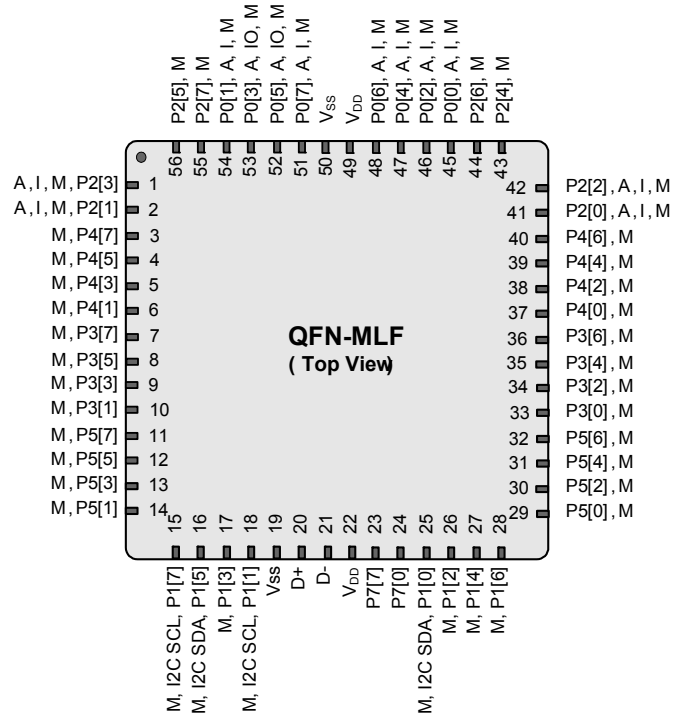 P2[5], M
P2[7], M
P0[1], A, I, M
P0[3], A, IO, M
P0[5], A, IO, M
P0[7], A, I, M
VSS
VDD
P0[6], A, I, M
P0[4], A, I, M
P0[2], A, I, M
P0[0], A, I, M
P2[6], M
P2[4], M
56
55
54
53
52
51
50
49
48
47
46
45
44
43
A, I, M, P2[3] 1
A, I, M, P2[1] 2
M, P4[7] 3
M, P4[5] 4
M, P4[3] 5
M, P4[1] 6
M, P3[7] 7
M, P3[5] 8
M, P3[3] 9
M, P3[1] 10
M, P5[7] 11
M, P5[5] 12
M, P5[3] 13
M, P5[1] 14
QFN-MLF
( Top View)
42 P2[2], A, I, M
41 P2[0], A, I, M
40 P4[6], M
39 P4[4], M
38 P4[2], M
37 P4[0], M
36 P3[6], M
35 P3[4], M
34 P3[2], M
33 P3[0], M
32 P5[6], M
31 P5[4], M
30 P5[2], M
29 P5[0], M
15
16
17
18
19
20
21
22
23
24
25
26
27
28
M, I2C SCL, P1[7]
M, I2C SDA, P1[5]
M, P1[3]
M, I2C SCL, P1[1]
Vss
D+
D-
VDD
P7[7]
P7[0]
M, I2C SDA, P1[0]
M, P1[2]
M, P1[4]
M, P1[6]